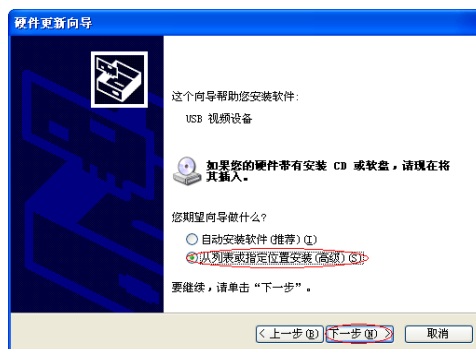 硬件更新向导
这个向导帮助您安装软件:
USB 视频设备
如果您的硬件带有安装 CD 或软盘，请现在将
其插入。
您期望向导做什么?
自动安装软件(推荐)(I)
从列表或指定位置安装(高级)(S)
要继续，请单击“下一步”。
< 上一步(B) 下一步(N) > 取消